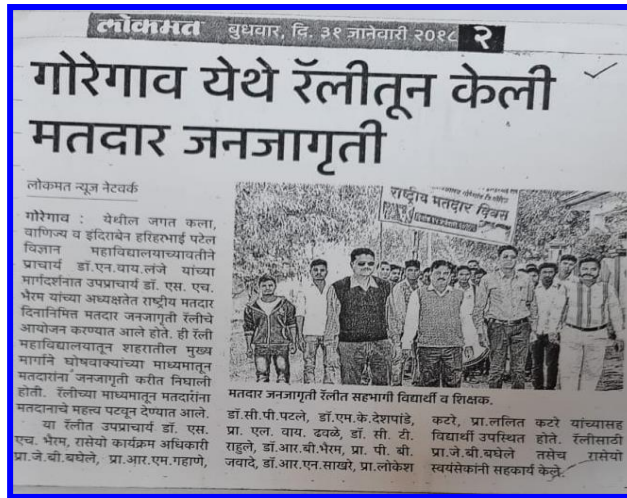 लोकमत बुधवार, दि. ३१ जानेवारी २०१८ २
गोरेगाव येथे रॅलीतून केली
मतदार जनजागृती
लोकमत न्यूज नेटवर्क
गोरेगाव : येथील जगत कला,
वाणिज्य व इंदिराबेन हरिहरभाई पटेल
विज्ञान महाविद्यालयाच्यावतीने
प्राचार्य डॉ.एन.वाय.लंजे यांच्या
मार्गदर्शनात उपप्राचार्य डॉ. एस. एच.
भैरम यांच्या अध्यक्षतेत राष्ट्रीय मतदार
दिनानिमित्त मतदार जनजागृती रॅलीचे
आयोजन करण्यात आले होते. ही रॅली
महाविद्यालयातून शहरातील मुख्य
मार्गाने घोषवाक्यांच्या माध्यमातून
मतदारांना जनजागृती करीत निघाली
होती. रॅलीच्या माध्यमातून मतदारांना
मतदानाचे महत्त्व पटवून देण्यात आले.
या रॅलीत उपप्राचार्य डॉ. एस.
एच. भैरम, रासेयो कार्यक्रम अधिकारी
प्रा.जे.बी.बघेले, प्रा.आर.एम.गहाणे,
राष्ट्रीय मतदार दिवस
मतदार जनजागृती रॅलीत सहभागी विद्यार्थी व शिक्षक.
डॉ.सी.पी.पटले, डॉ.एम.के.देशपांडे,
प्रा. एल. वाय. ढवळे, डॉ. सी. टी.
राहुले, डॉ.आर.बी.भैरम, प्रा. पी. बी.
जवादे, डॉ.आर.एन.साखरे, प्रा.लोकेश
कटरे, प्रा.ललित कटरे यांच्यासह
विद्यार्थी उपस्थित होते. रॅलीसाठी
प्रा.जे.बी.बघेले तसेच रासेयो
स्वयंसेकांनी सहकार्य केले.